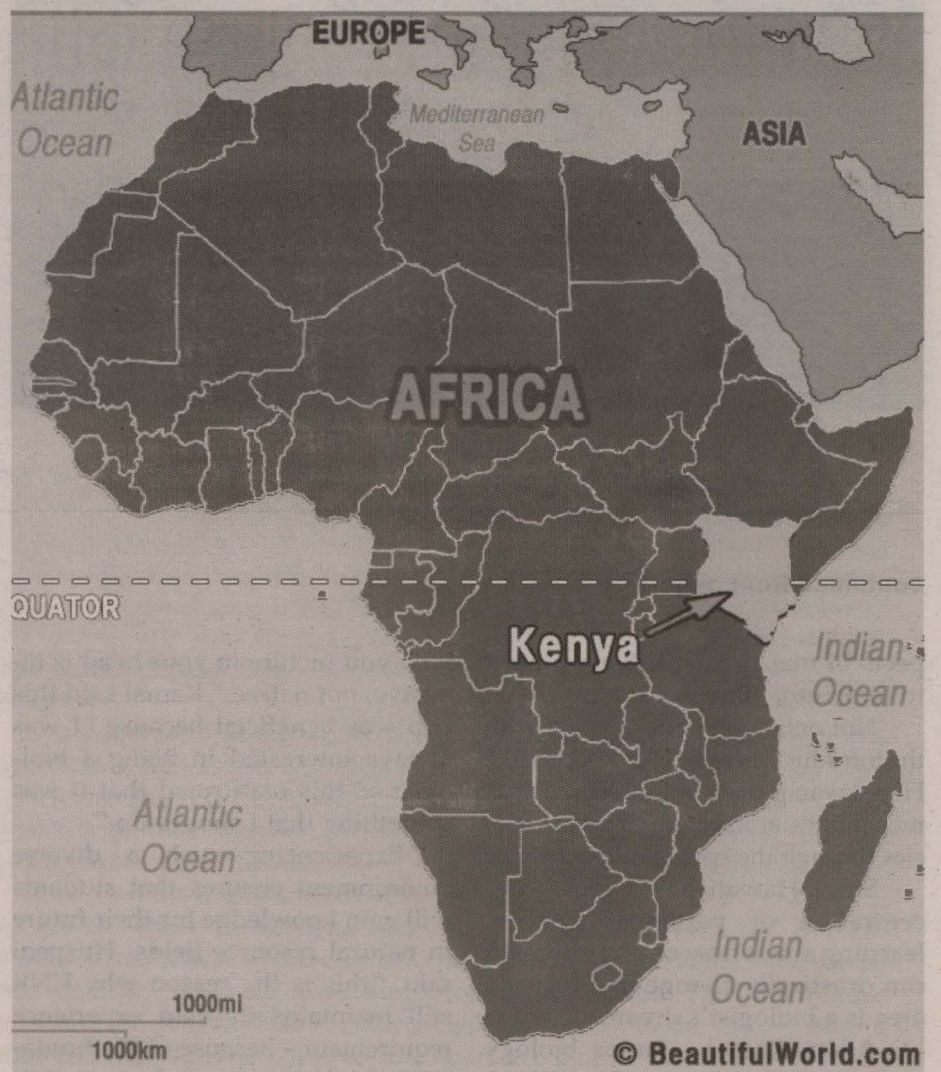 EUROPE
Atlantic
Ocean
Mediterranean
Sea
ASIA
AFRICA
QUATOR
Kenya
Indian
Ocean
Atlantic
Ocean
Indian
Ocean
1000mi
1000km
© BeautifulWorld.com